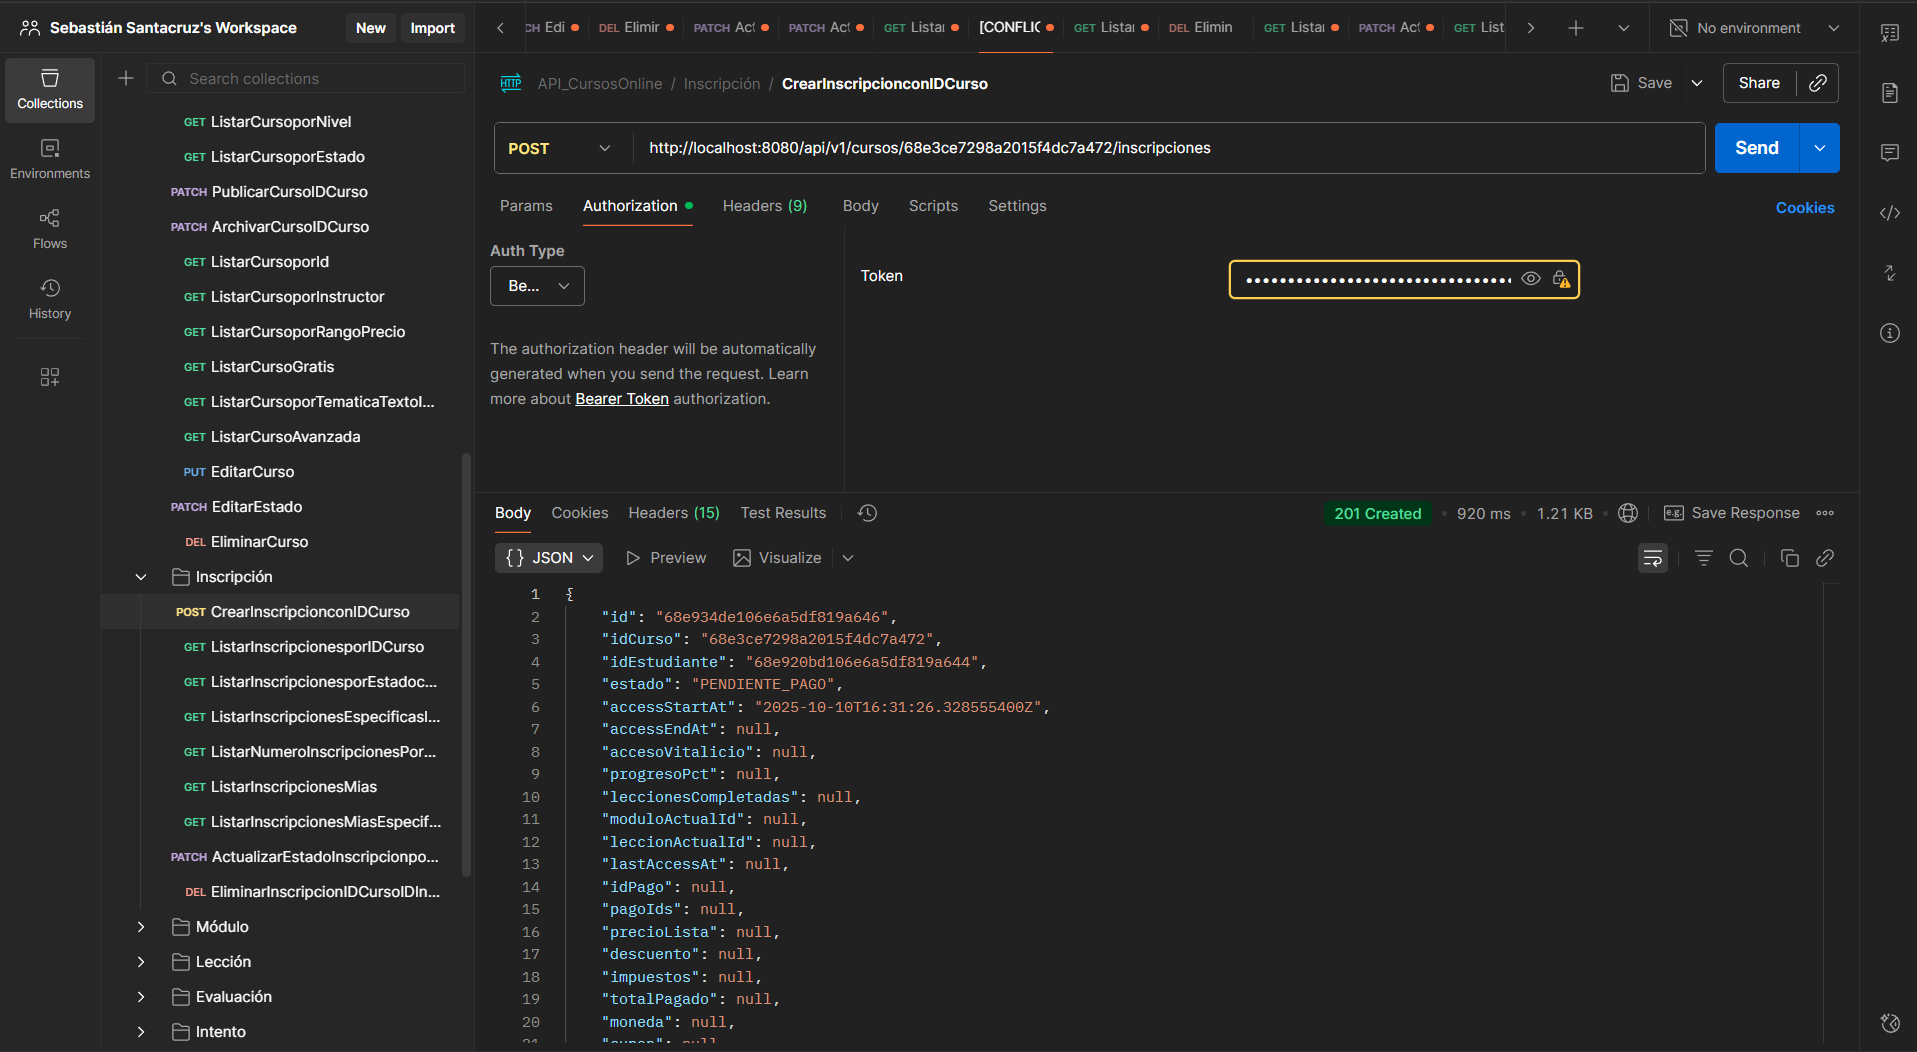 Sebastián Santacruz's Workspace
New
Import
Edi
DEL Elimir
PATCH Act
PATCH Act
GET Listar
[CONFLIC
GET Listar
DEL Elimin
GET Listar
PATCH Act
GET List
No environment
Collections
Environments
Flows
History
Search collections
GET ListarCursoporNivel
GET ListarCursoporEstado
PATCH PublicarCursoIDCurso
PATCH ArchivarCursoIDCurso
GET ListarCursoporId
GET ListarCursoporInstructor
GET ListarCursoporRangoPrecio
GET ListarCursoGratis
GET ListarCursoporTematicaTextoI...
GET ListarCursoAvanzada
PUT EditarCurso
PATCH EditarEstado
DEL EliminarCurso
Inscripción
POST CrearInscripcionconIDCurso
GET ListarInscripcionesporIDCurso
GET ListarInscripcionesporEstadoc...
GET ListarInscripcionesEspecificasI...
GET ListarNumeroInscripcionesPor...
GET ListarInscripcionesMias
GET ListarInscripcionesMiasEspecif...
PATCH ActualizarEstadoInscripcionpo...
DEL EliminarInscripcionIDCursoIDIn...
Módulo
Lección
Evaluación
Intento
HTTP API_CursosOnline / Inscripción / CrearInscripcionconIDCurso
Save
Share
POST
http://localhost:8080/api/v1/cursos/68e3ce7298a2015f4dc7a472/inscripciones
Send
Params
Authorization
Headers (9)
Body
Scripts
Settings
Cookies
Auth Type
Be...
The authorization header will be automatically
generated when you send the request. Learn
more about Bearer Token authorization.
Token
Body
Cookies
Headers (15)
Test Results
201 Created
920 ms
1.21 KB
e.g. Save Response
{} JSON
Preview
Visualize
1 {
2 "id": "68e934de106e6a5df819a646",
3 "idCurso": "68e3ce7298a2015f4dc7a472",
4 "idEstudiante": "68e920bd106e6a5df819a644",
5 "estado": "PENDIENTE_PAGO",
6 "accessStartAt": "2025-10-10T16:31:26.328555400Z",
7 "accessEndAt": null,
8 "accesoVitalicio": null,
9 "progresoPct": null,
10 "leccionesCompletadas": null,
11 "moduloActualId": null,
12 "leccionActualId": null,
13 "lastAccessAt": null,
14 "idPago": null,
15 "pagoIds": null,
16 "precioLista": null,
17 "descuento": null,
18 "impuestos": null,
19 "totalPagado": null,
20 "moneda": null,